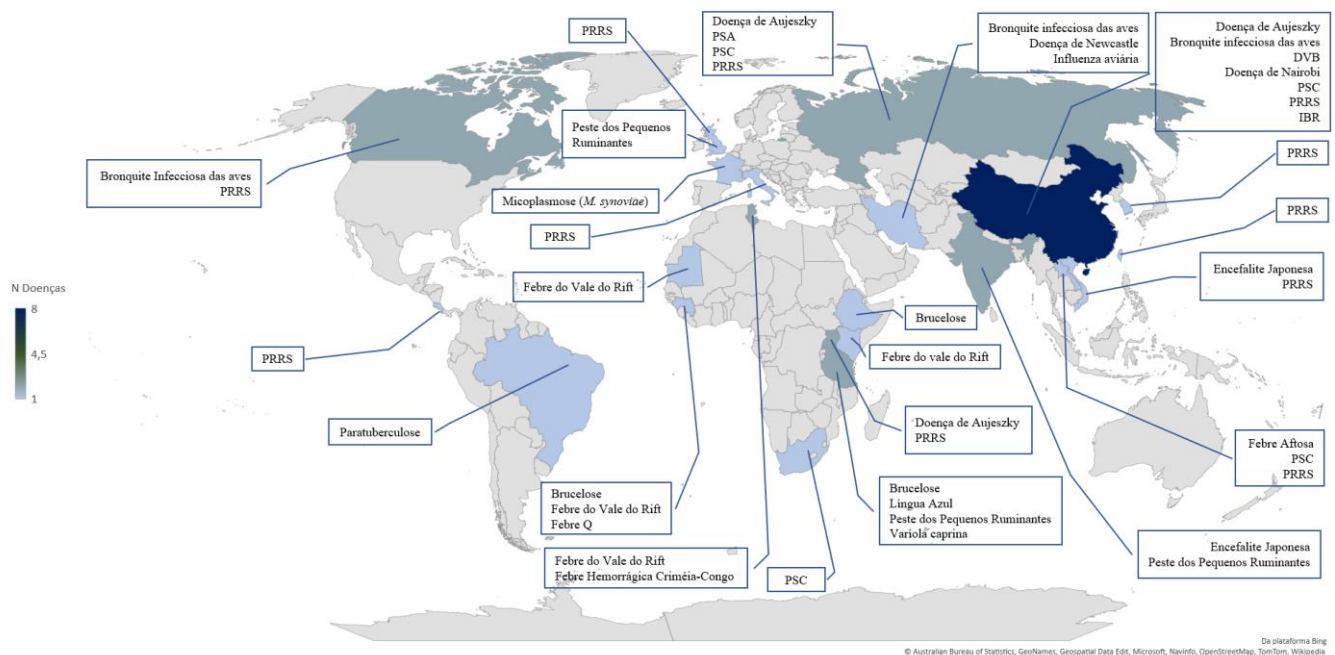 PRRS
Doença de Aujeszky
PSA
PSC
PRRS
Bronquite infecciosa das aves
Doença de Newcastle
Influenza aviária
Doença de Aujeszky
Bronquite infecciosa das aves
DVB
Doença de Nairobi
PSC
PRRS
IBR
Peste dos Pequenos
Ruminantes
PRRS
Bronquite Infecciosa das aves
PRRS
Micoplasmose (M. synoviae)
PRRS
PRRS
Encefalite Japonesa
PRRS
N Doenças
8
4,5
1
Febre do Vale do Rift
Brucelose
PRRS
Febre do vale do Rift
Paratuberculose
Doença de Aujeszky
PRRS
Febre Aftosa
PSC
PRRS
Brucelose
Febre do Vale do Rift
Febre Q
Brucelose
Lingua Azul
Peste dos Pequenos Ruminantes
Varíola caprina
Encefalite Japonesa
Peste dos Pequenos Ruminantes
Febre do Vale do Rift
Febre Hemorrágica Criméia-Congo
PSC
Da plataforma Bing
© Australian Bureau of Statistics, GeoNames, Geospatial Data Edit, Microsoft, Navinfo, OpenStreetMap, TomTom, Wikipedia